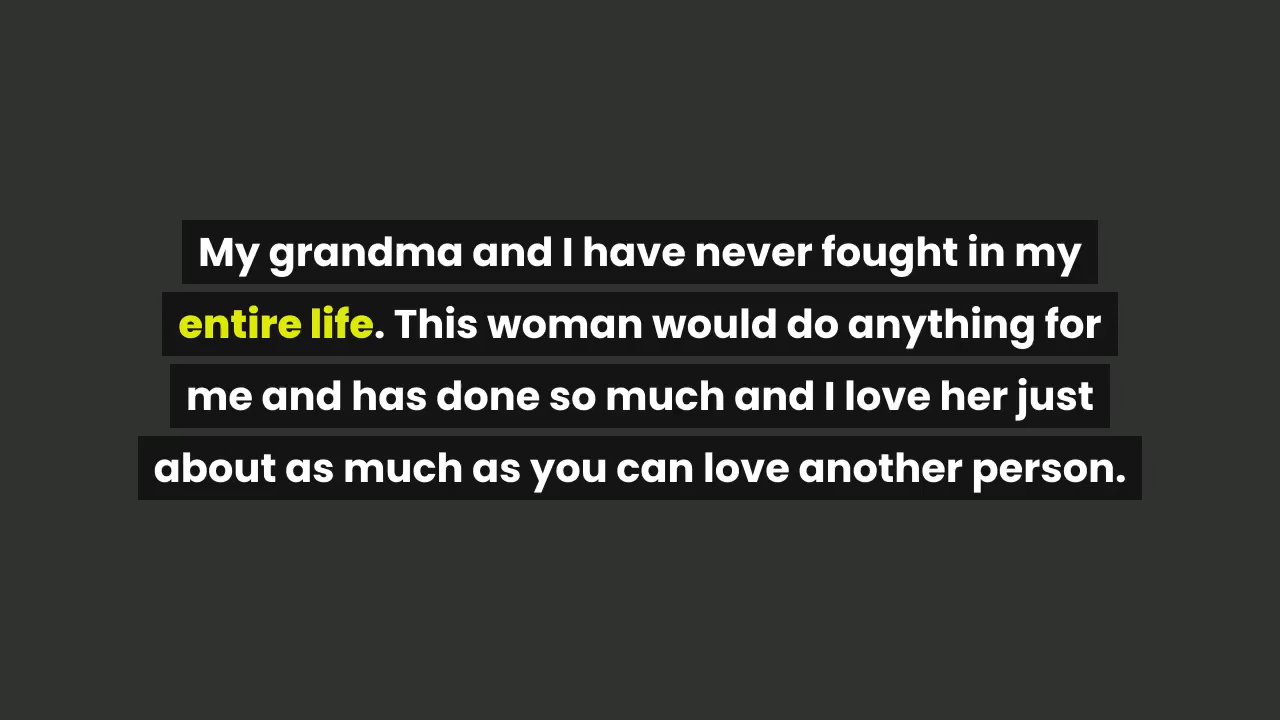 My grandma and I have never fought in my
entire life. This woman would do anything for
me and has done so much and I love her just
about as much as you can love another person.